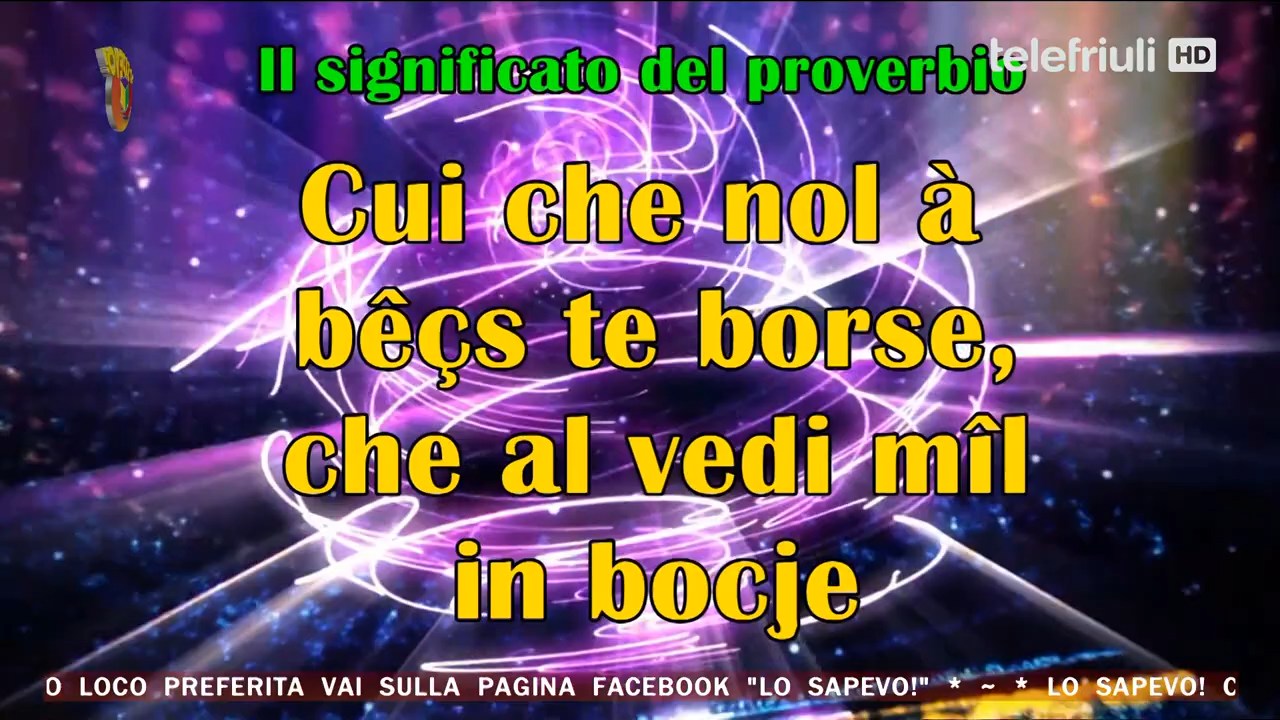 Il significato del proverbio
telefriuli HD
Cui che nol à
bêçs te borse,
che al vedi mîl
in bocje
O LOCO PREFERITA VAI SULLA PAGINA FACEBOOK "LO SAPEVO!" * ~ * LO SAPEVO! C